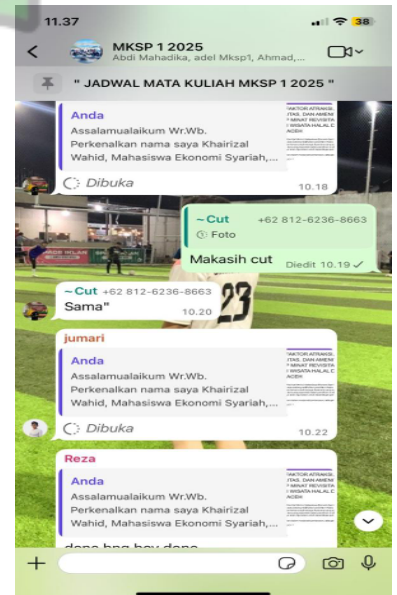 11.37
38
MKSP 1 2025
Abdi Mahadika, adel Mksp1, Ahmad,...
" JADWAL MATA KULIAH MKSP 1 2025 "
Anda
Assalamualaikum Wr.Wb.
Perkenalkan nama saya Khairizal
Wahid, Mahasiswa Ekonomi Syariah,...
Dibuka
10.18
~Cut +62 812-6236-8663
Foto
Makasih cut
Diedit 10.19
~Cut +62 812-6236-8663
Sama"
10.20
23
jumari
Anda
Assalamualaikum Wr.Wb.
Perkenalkan nama saya Khairizal
Wahid, Mahasiswa Ekonomi Syariah,...
Dibuka
10.22
Reza
Anda
Assalamualaikum Wr.Wb.
Perkenalkan nama saya Khairizal
Wahid, Mahasiswa Ekonomi Syariah,...